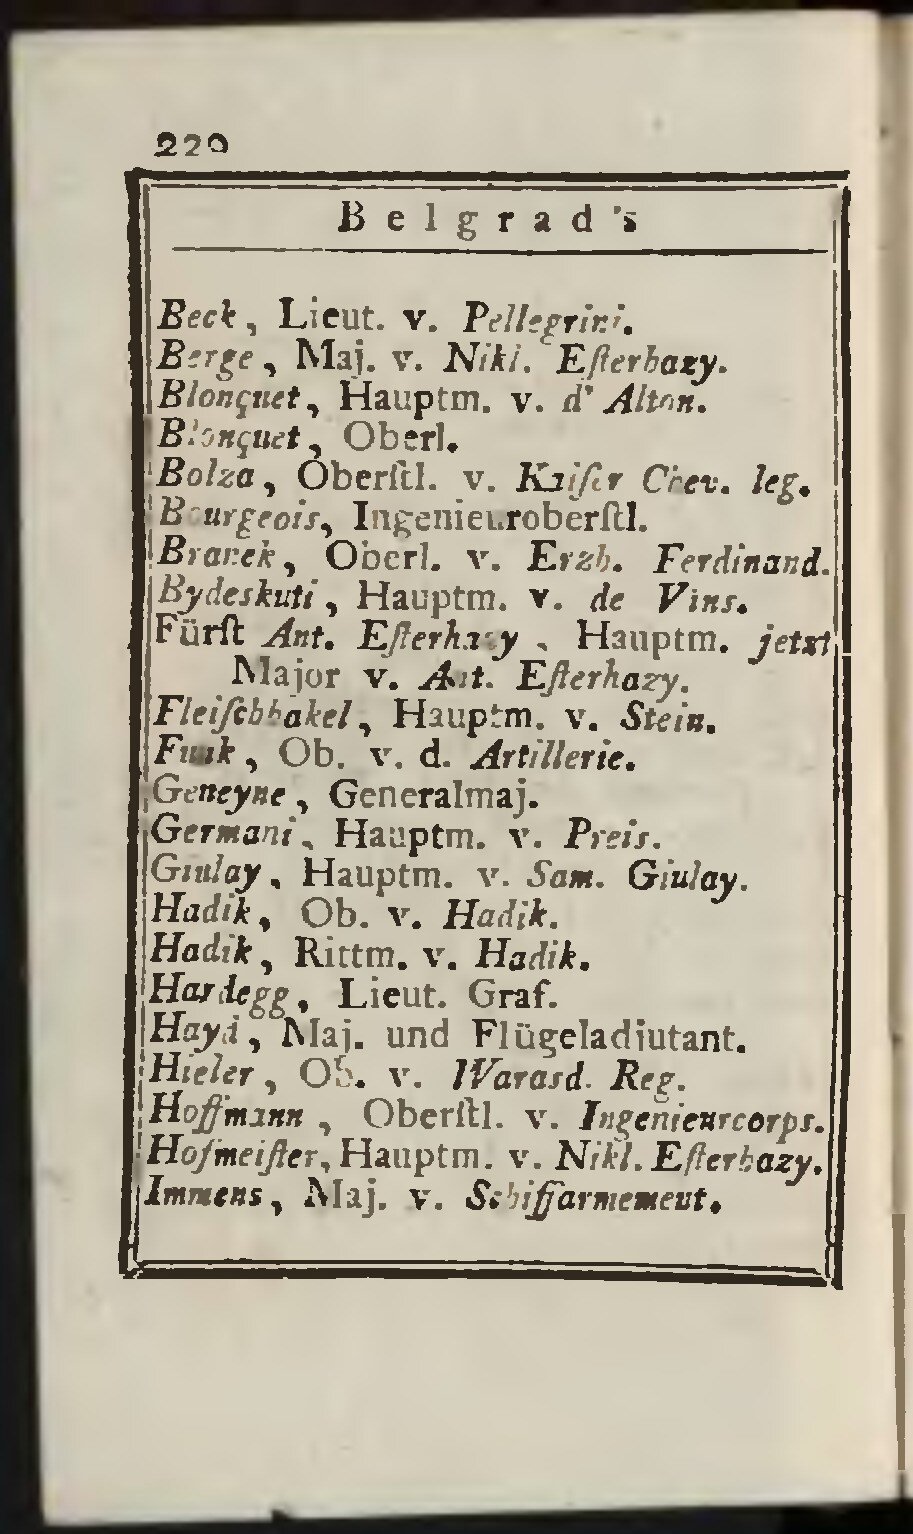 220
Belgrad's
Beck, Lieut. v. Pellegrini.
Berge, Maj. v. Nikl. Eſterhazy.
Blonçuet, Hauptm. v. d'Alton.
Blonçuet, Oberl.
Bolza, Oberſtl. v. Kaiſer Chev. leg.
Bourgeois, Ingenieuroberſtl.
Branek, Oberl. v. Erzh. Ferdinand.
Bydeskuti, Hauptm. v. de Vins.
Fürſt Ant. Eſterhazy, Hauptm. jetzt
Major v. Ant. Eſterhazy.
Fleiſchhakel, Hauptm. v. Stein.
Funk, Ob. v. d. Artillerie.
Geneyne, Generalmaj.
Germani, Hauptm. v. Preis.
Giulay, Hauptm. v. Sam. Giulay.
Hadik, Ob. v. Hadik.
Hadik, Rittm. v. Hadik.
Hardegg, Lieut. Graf.
Hayd, Maj. und Flügeladiutant.
Hieler, Ob. v. Warasd. Reg.
Hoffmann, Oberſtl. v. Ingenieurcorps.
Hofmeiſter, Hauptm. v. Nikl. Eſterhazy.
Immens, Maj. v. Schiffarmement.